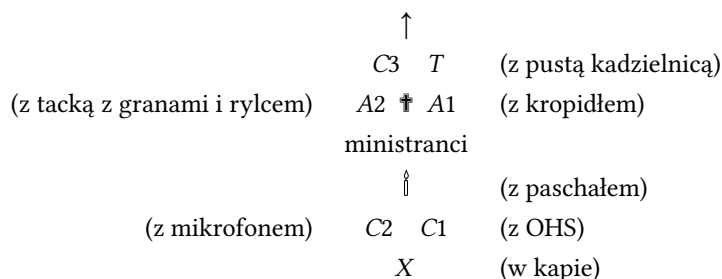 ↑
C3 T (z pustą kadzielnicą)
(z tacką z granami i rylcem) A2 ✟ A1 (z kropidłem)
ministranci
🕯 (z paschałem)
(z mikrofonem) C2 C1 (z OHS)
X (w kapie)